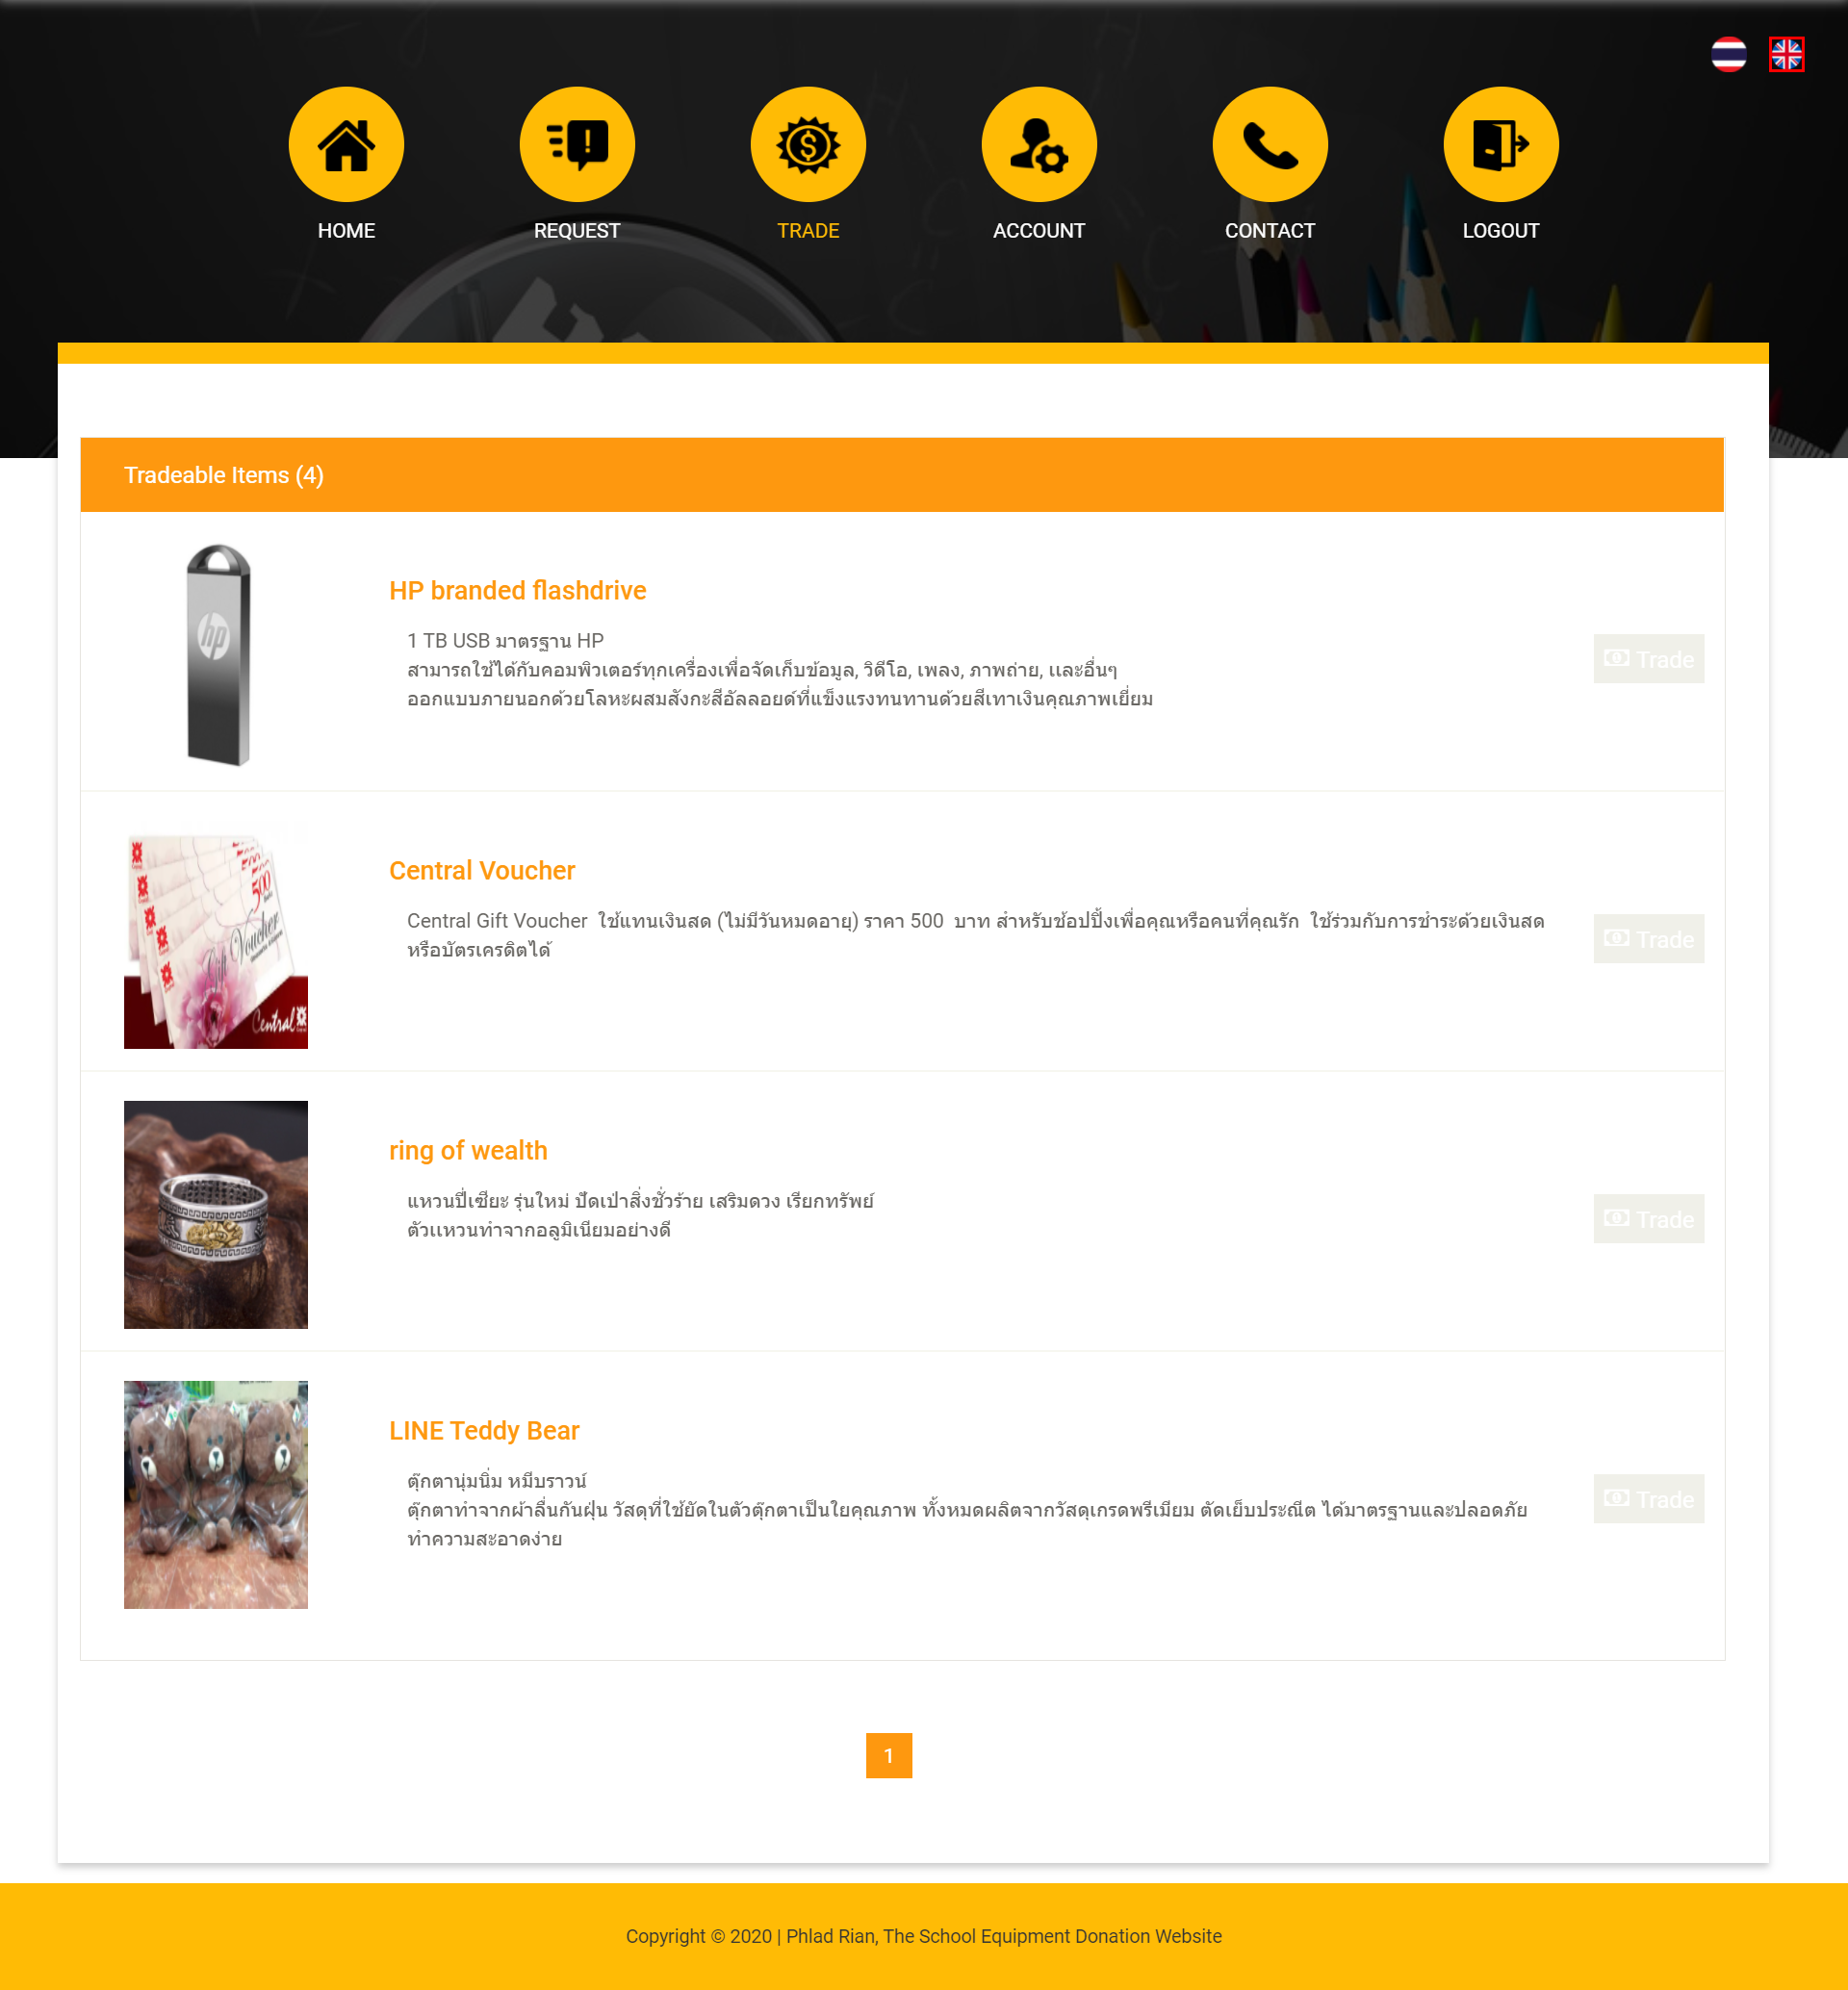 HOME
REQUEST
TRADE
ACCOUNT
CONTACT
LOGOUT
Tradeable Items (4)
hp
HP branded flashdrive
1 TB USB มาตรฐาน HP
สามารถใช้ได้กับคอมพิวเตอร์ทุกเครื่องเพื่อจัดเก็บข้อมูล, วิดีโอ, เพลง, ภาพถ่าย, และอื่นๆ
ออกแบบภายนอกด้วยโลหะผสมสังกะสีอัลลอยด์ที่แข็งแรงทนทานด้วยสีเทาเงินคุณภาพเยี่ยม
Trade
500
Gift Voucher
Central
Central Voucher
Central Gift Voucher ใช้แทนเงินสด (ไม่มีวันหมดอายุ) ราคา 500 บาท สำหรับช้อปปิ้งเพื่อคุณหรือคนที่คุณรัก ใช้ร่วมกับการชำระด้วยเงินสด
หรือบัตรเครดิตได้
Trade
ring of wealth
แหวนปี่เซียะ รุ่นใหม่ ปัดเป่าสิ่งชั่วร้าย เสริมดวง เรียกทรัพย์
ตัวแหวนทำจากอลูมิเนียมอย่างดี
Trade
LINE Teddy Bear
ตุ๊กตานุ่มนิ่ม หมีบราวน์
ตุ๊กตาทำจากผ้าลื่นกันฝุ่น วัสดุที่ใช้ยัดในตัวตุ๊กตาเป็นใยคุณภาพ ทั้งหมดผลิตจากวัสดุเกรดพรีเมียม ตัดเย็บประณีต ได้มาตรฐานและปลอดภัย
ทำความสะอาดง่าย
Trade
1
Copyright © 2020 | Phlad Rian, The School Equipment Donation Website